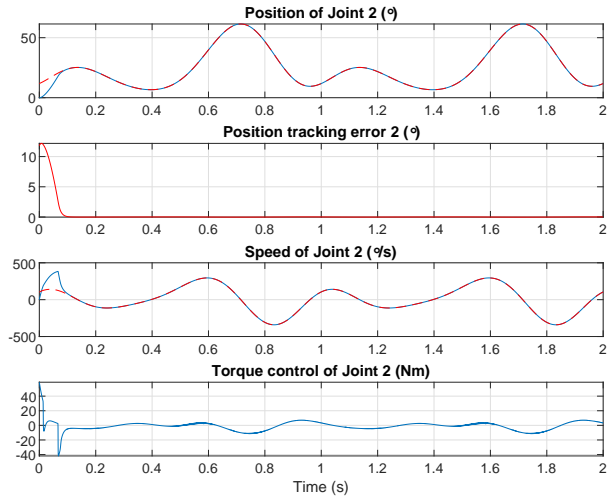 Position of Joint 2 (º)
50
0
0 0.2 0.4 0.6 0.8 1 1.2 1.4 1.6 1.8 2
Position tracking error 2 (º)
10
5
0
0 0.2 0.4 0.6 0.8 1 1.2 1.4 1.6 1.8 2
Speed of Joint 2 (º/s)
500
0
-500
0 0.2 0.4 0.6 0.8 1 1.2 1.4 1.6 1.8 2
Torque control of Joint 2 (Nm)
40
20
0
-20
-40
0 0.2 0.4 0.6 0.8 1 1.2 1.4 1.6 1.8 2
Time (s)